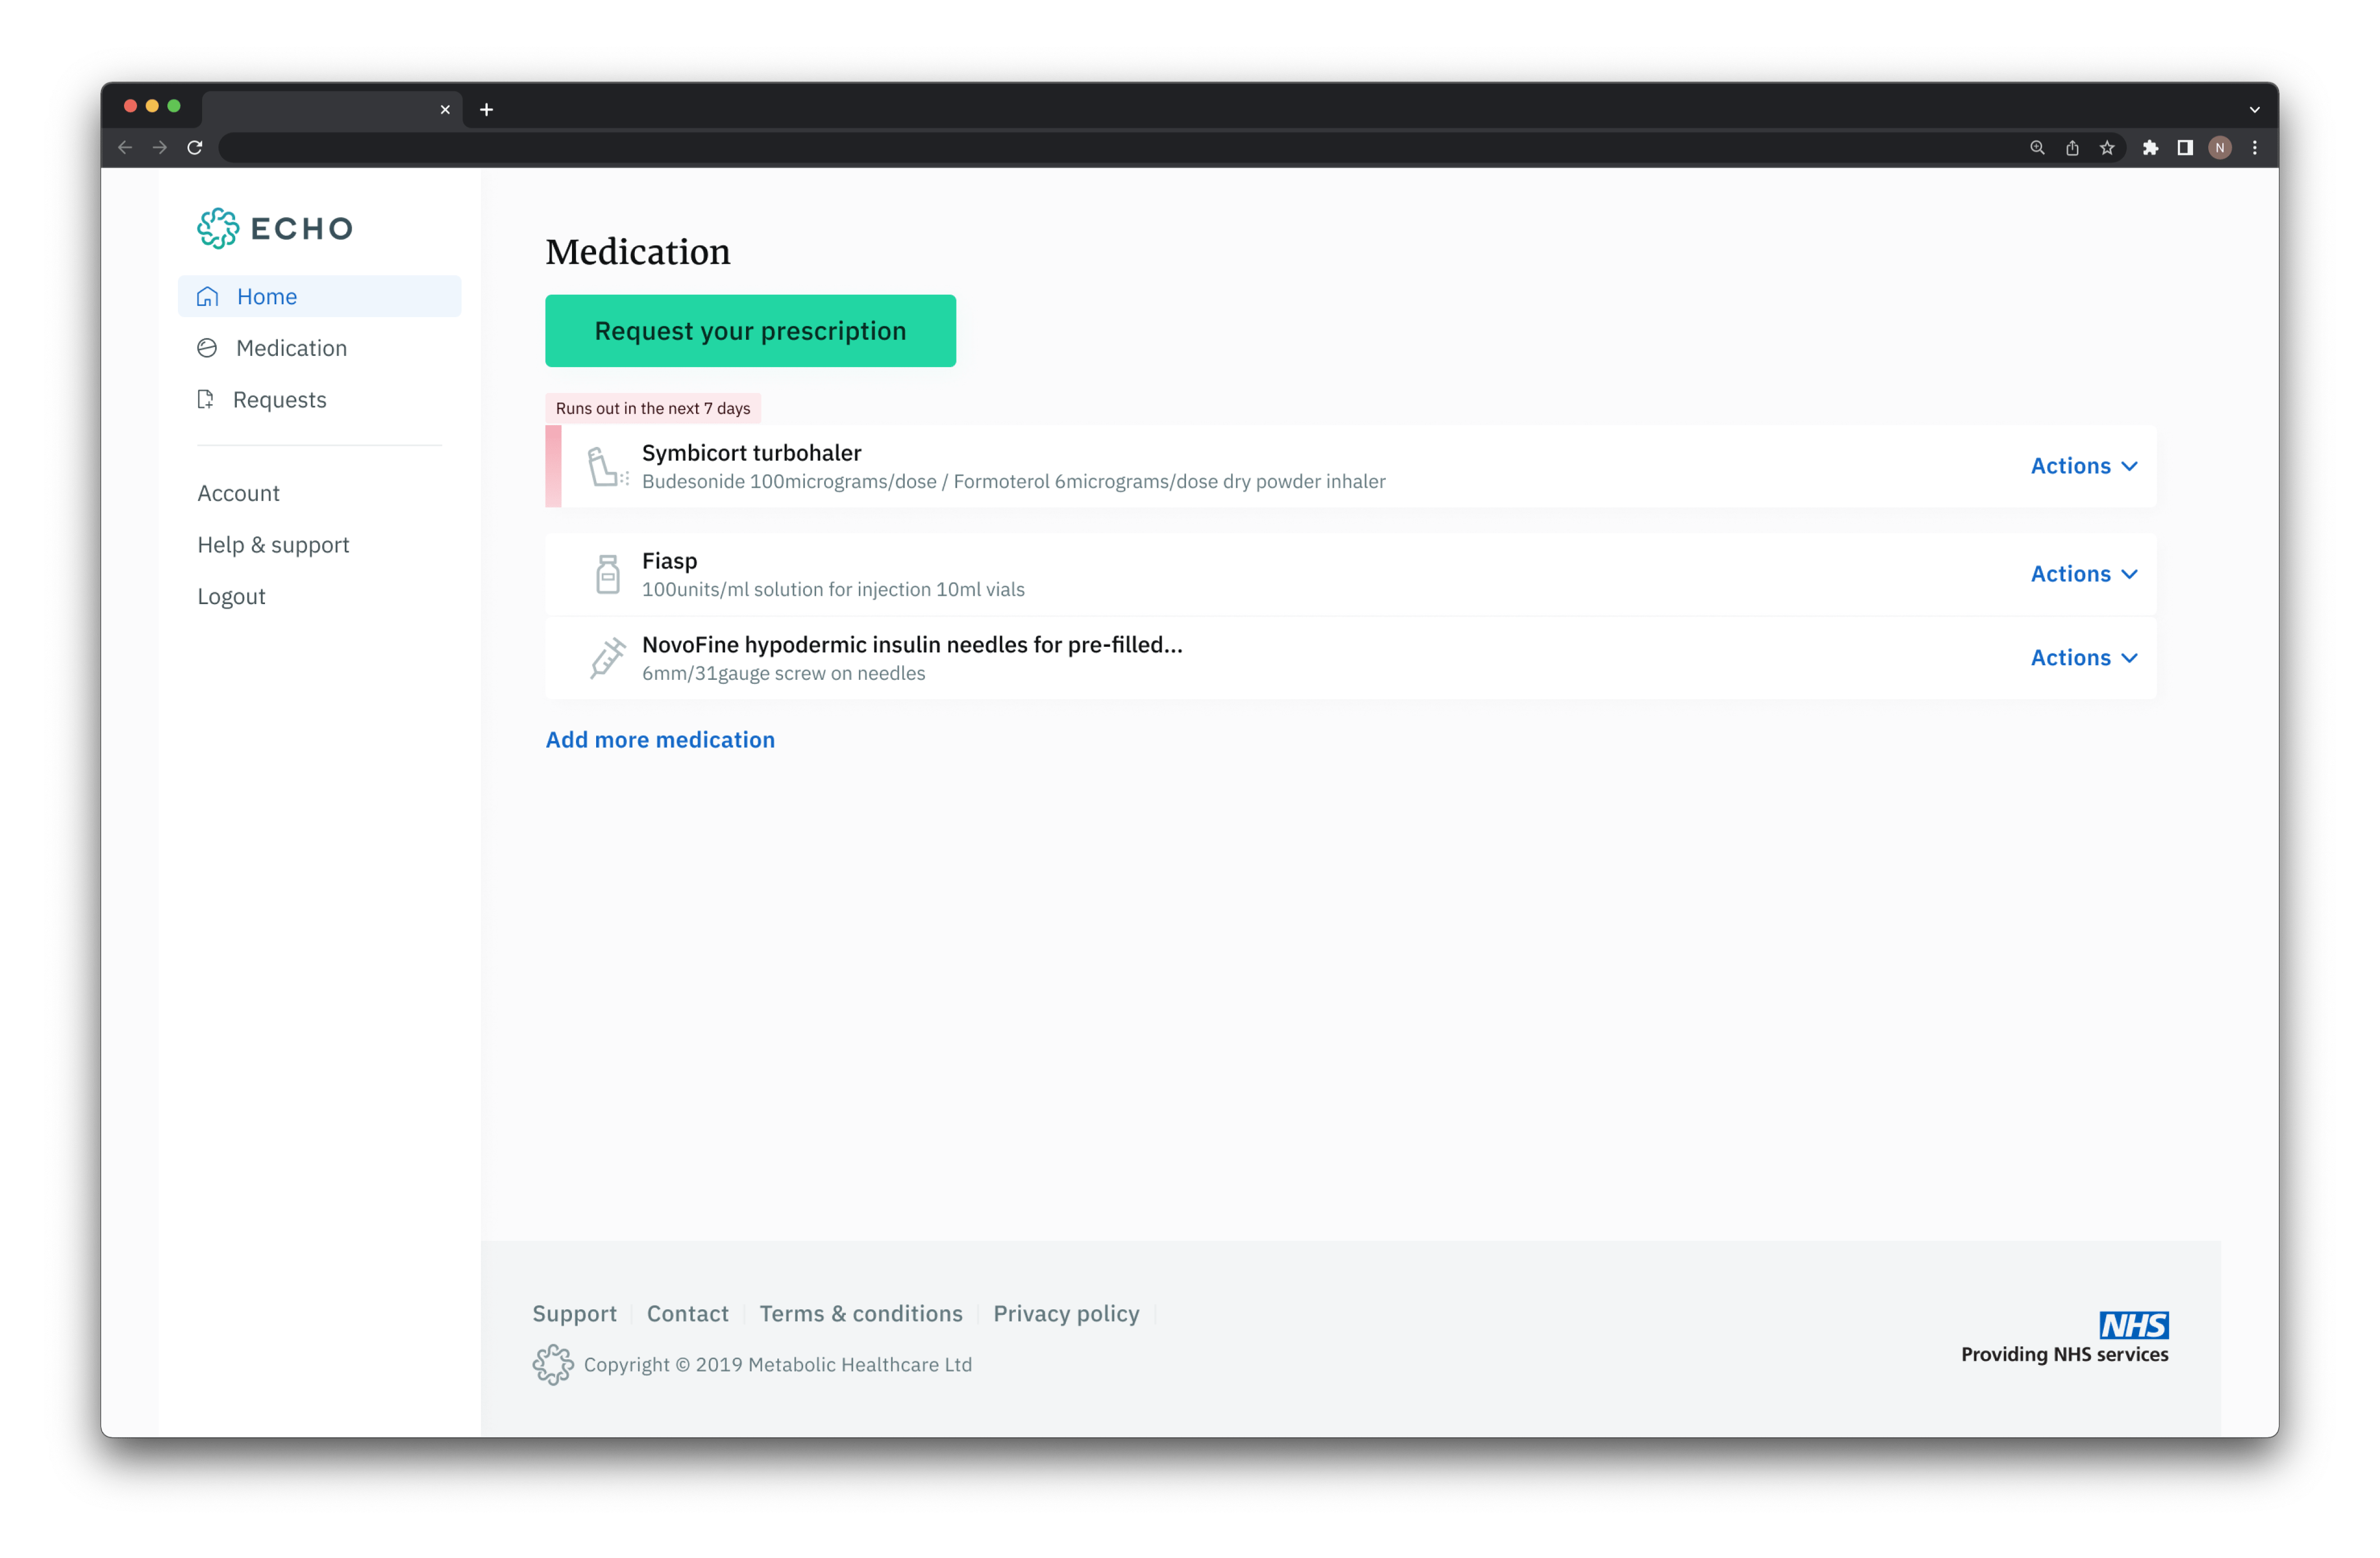 N
ECHO
Home
Medication
Requests
Account
Help & support
Logout
Medication
Request your prescription
Runs out in the next 7 days
Symbicort turbohaler
Budesonide 100micrograms/dose / Formoterol 6micrograms/dose dry powder inhaler
Actions
Fiasp
100units/ml solution for injection 10ml vials
Actions
NovoFine hypodermic insulin needles for pre-filled...
6mm/31gauge screw on needles
Actions
Add more medication
Support
Contact
Terms & conditions
Privacy policy
Copyright © 2019 Metabolic Healthcare Ltd
NHS
Providing NHS services